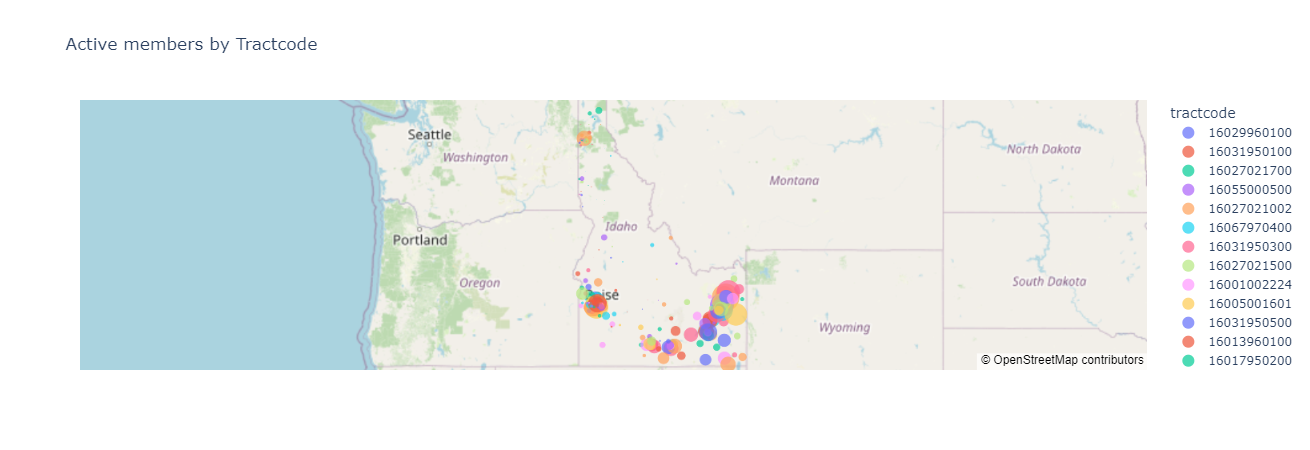 Active members by Tractcode
tractcode
16029960100
16031950100
16027021700
16055000500
16027021002
16067970400
16031950300
16027021500
16001002224
16005001601
16031950500
16013960100
16017950200
Seattle
Washington
Montana
North Dakota
Portland
Idaho
Oregon
South Dakota
Wyoming
© OpenStreetMap contributors